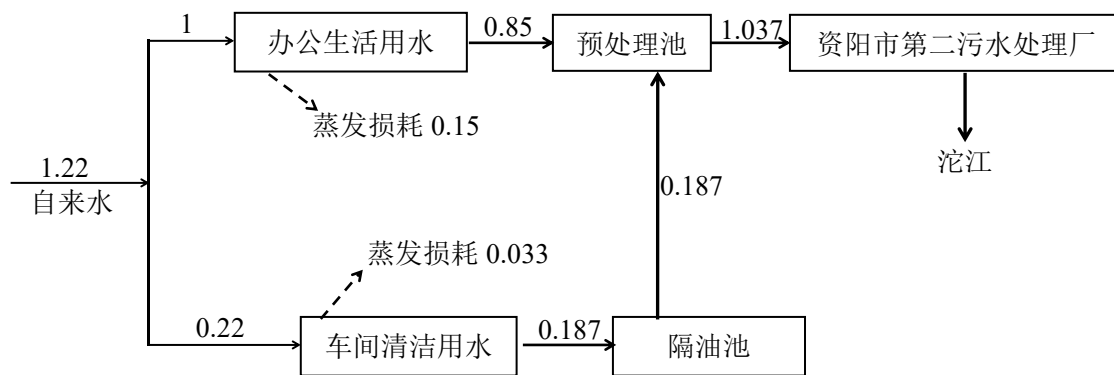 1
办公生活用水
0.85
预处理池
1.037
资阳市第二污水处理厂
蒸发损耗 0.15
沱江
1.22
自来水
0.187
蒸发损耗 0.033
0.22
车间清洁用水
0.187
隔油池